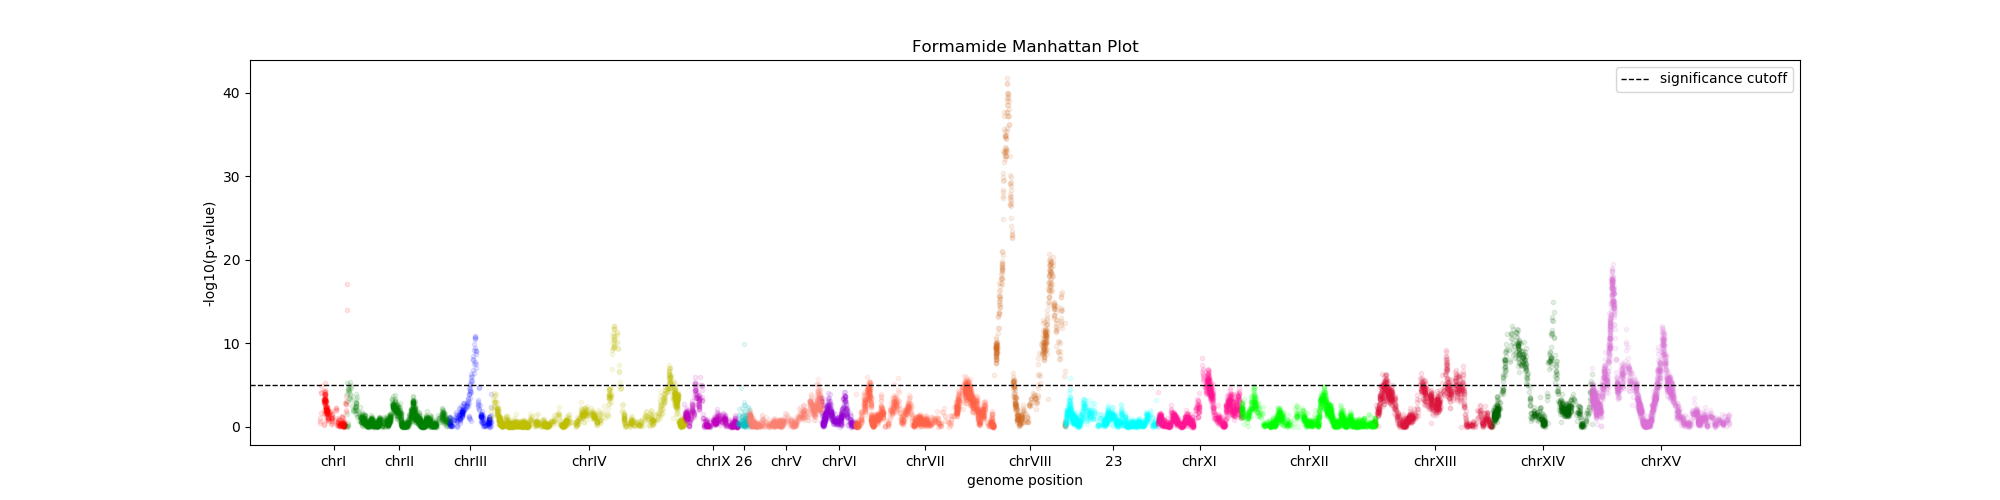 Formamide Manhattan Plot
significance cutoff
-log10(p-value)
40
30
20
10
0
chrI chrII chrIII chrIV chrIX 26 chrV chrVI chrVII chrVIII 23 chrXI chrXII chrXIII chrXIV chrXV
genome position